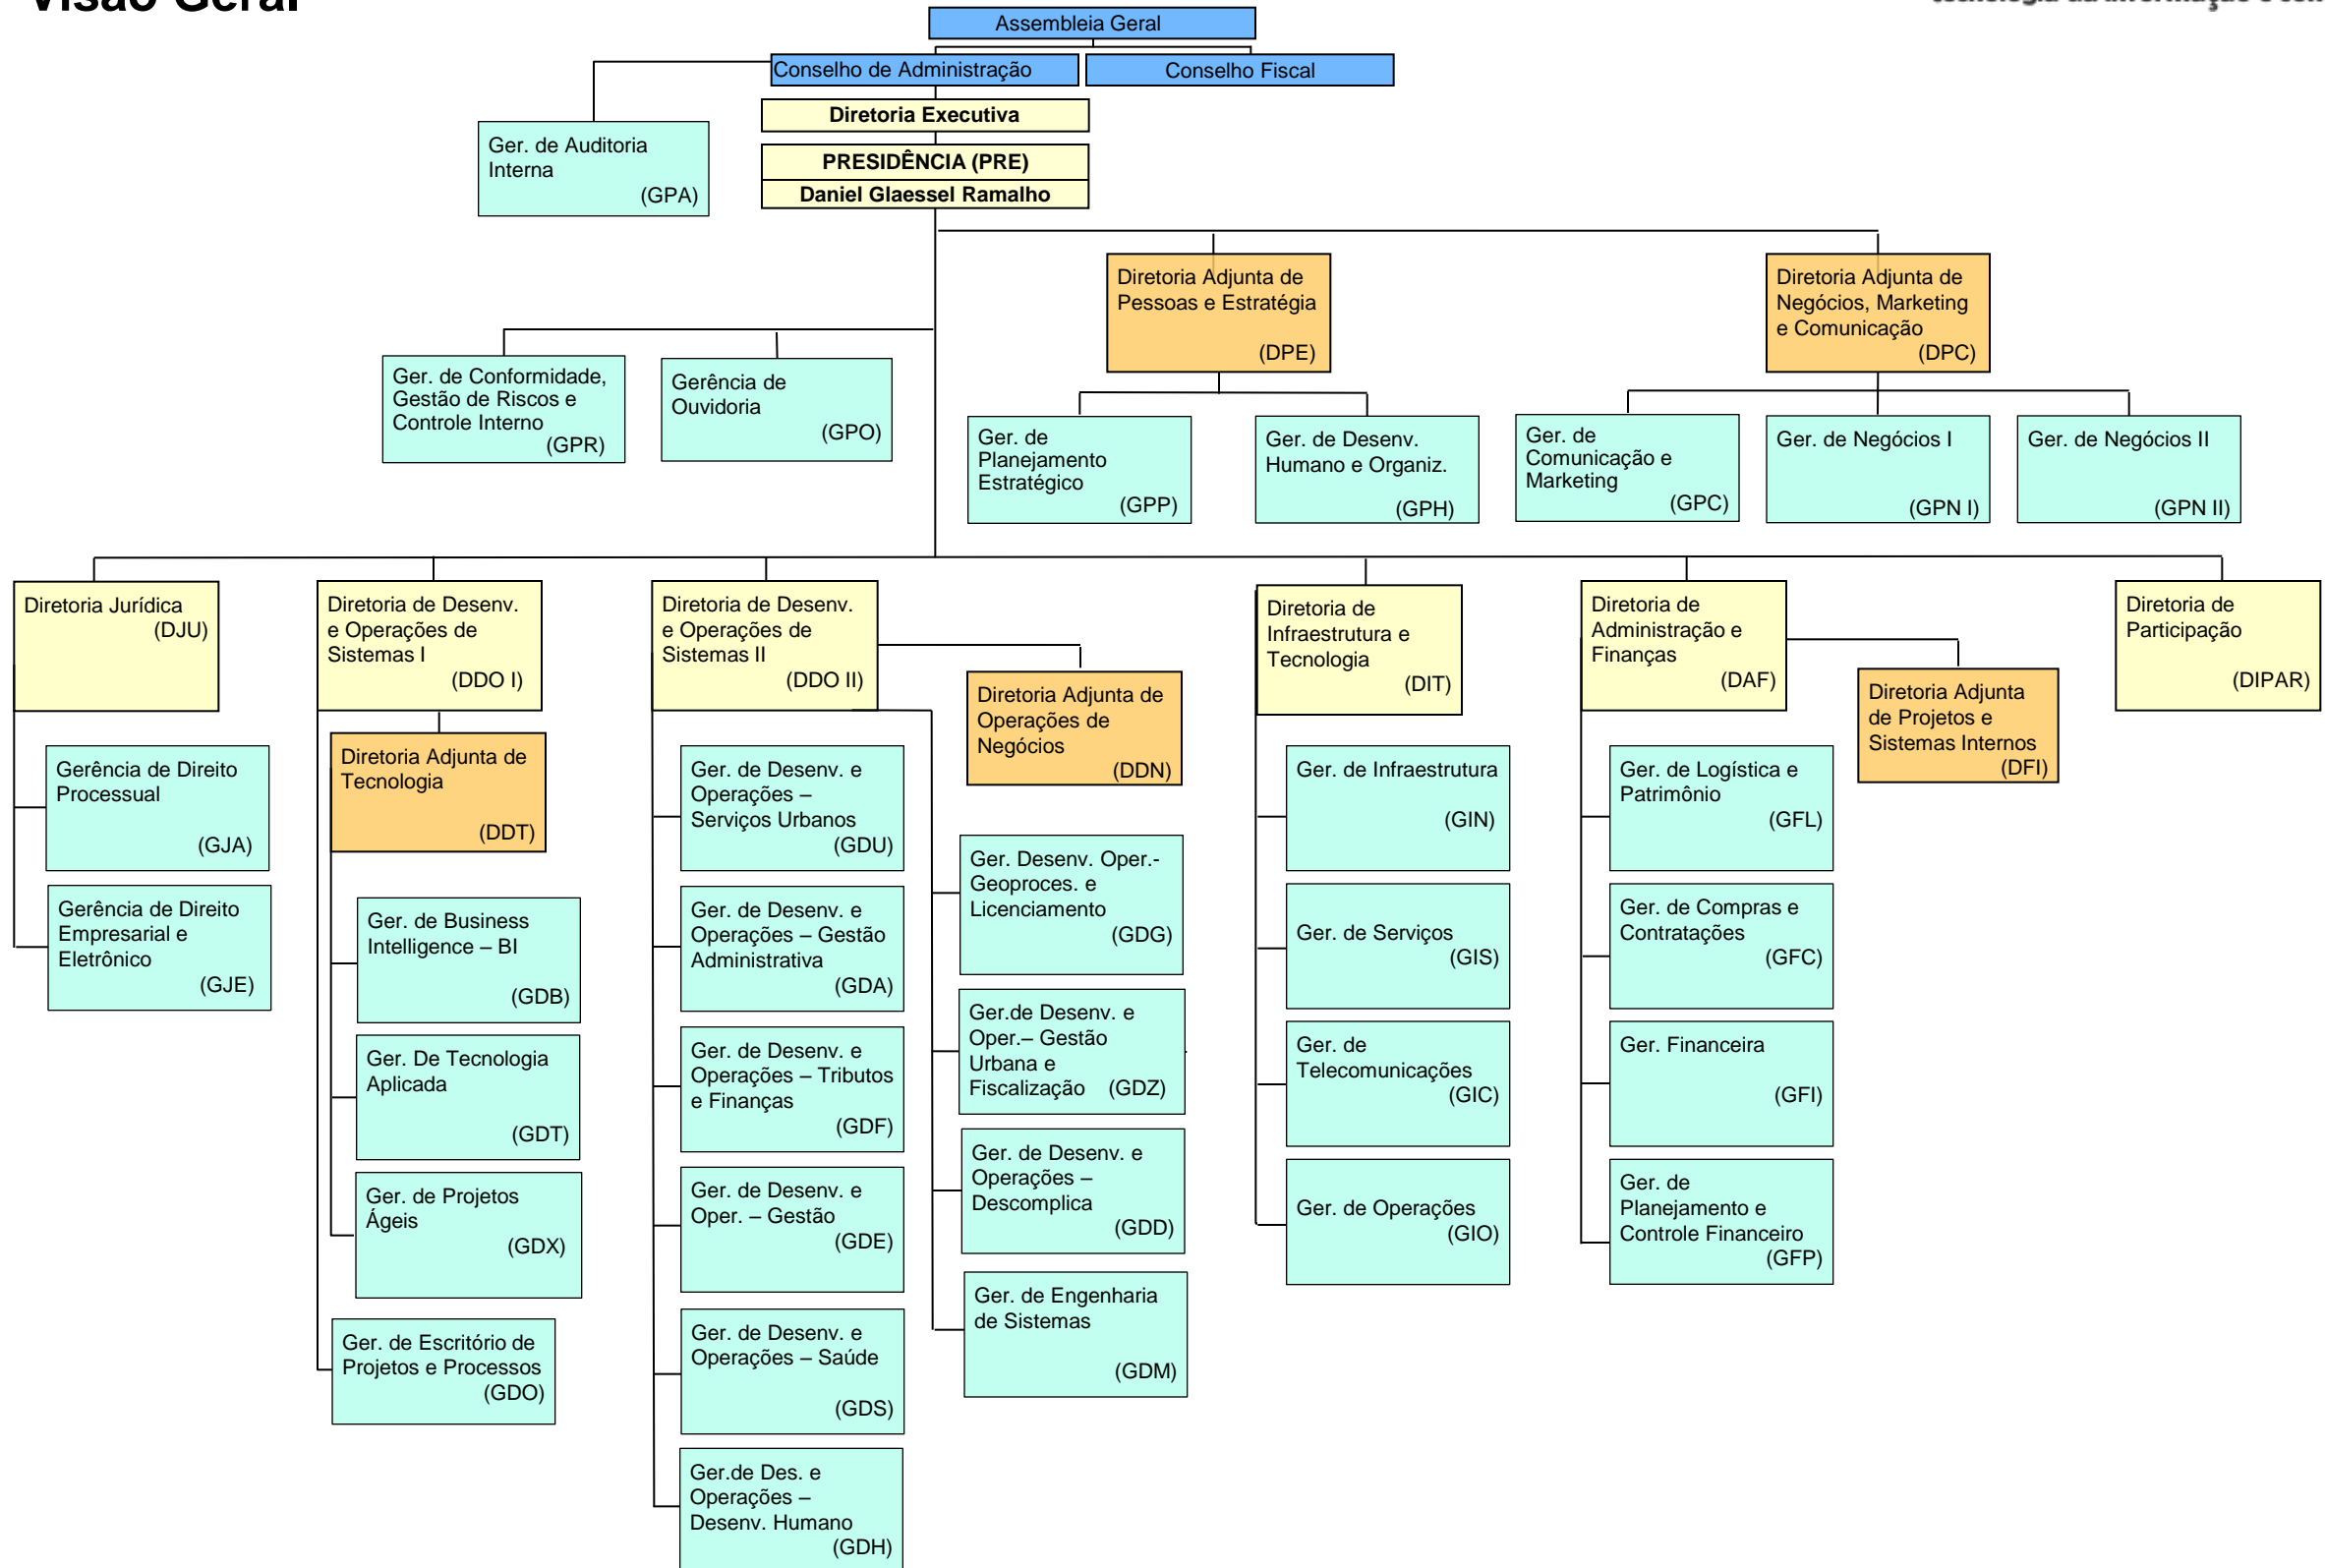 Visão Geral
tecnologia da informação e
Assembleia Geral
Conselho de Administração
Conselho Fiscal
Diretoria Executiva
PRESIDÊNCIA (PRE)
Daniel Glaessel Ramalho
Ger. de Auditoria
Interna
(GPA)
Diretoria Adjunta de
Pessoas e Estratégia
(DPE)
Diretoria Adjunta de
Negócios, Marketing
e Comunicação
(DPC)
Ger. de Conformidade,
Gestão de Riscos e
Controle Interno
(GPR)
Gerência de
Ouvidoria
(GPO)
Ger. de
Planejamento
Estratégico
(GPP)
Ger. de Desenv.
Humano e Organiz.
(GPH)
Ger. de
Comunicação e
Marketing
(GPC)
Ger. de Negócios I
(GPN I)
Ger. de Negócios II
(GPN II)
Diretoria Jurídica
(DJU)
Gerência de Direito
Processual
(GJA)
Gerência de Direito
Empresarial e
Eletrônico
(GJE)
Diretoria de Desenv.
e Operações de
Sistemas I
(DDO I)
Diretoria Adjunta de
Tecnologia
(DDT)
Ger. de Business
Intelligence – BI
(GDB)
Ger. De Tecnologia
Aplicada
(GDT)
Ger. de Projetos
Ágeis
(GDX)
Ger. de Escritório de
Projetos e Processos
(GDO)
Diretoria de Desenv.
e Operações de
Sistemas II
(DDO II)
Diretoria Adjunta de
Operações de
Negócios
(DDN)
Ger. de Desenv. e
Operações –
Serviços Urbanos
(GDU)
Ger. de Desenv. e
Operações – Gestão
Administrativa
(GDA)
Ger. de Desenv. e
Operações – Tributos
e Finanças
(GDF)
Ger. de Desenv. e
Oper. – Gestão
(GDE)
Ger. de Desenv. e
Operações – Saúde
(GDS)
Ger.de Des. e
Operações –
Desenv. Humano
(GDH)
Ger. Desenv. Oper.-
Geoproces. e
Licenciamento
(GDG)
Ger.de Desenv. e
Oper.– Gestão
Urbana e
Fiscalização (GDZ)
Ger. de Desenv. e
Operações –
Descomplica
(GDD)
Ger. de Engenharia
de Sistemas
(GDM)
Diretoria de
Infraestrutura e
Tecnologia
(DIT)
Ger. de Infraestrutura
(GIN)
Ger. de Serviços
(GIS)
Ger. de
Telecomunicações
(GIC)
Ger. de Operações
(GIO)
Diretoria de
Administração e
Finanças
(DAF)
Diretoria Adjunta
de Projetos e
Sistemas Internos
(DFI)
Ger. de Logística e
Patrimônio
(GFL)
Ger. de Compras e
Contratações
(GFC)
Ger. Financeira
(GFI)
Ger. de
Planejamento e
Controle Financeiro
(GFP)
Diretoria de
Participação
(DIPAR)